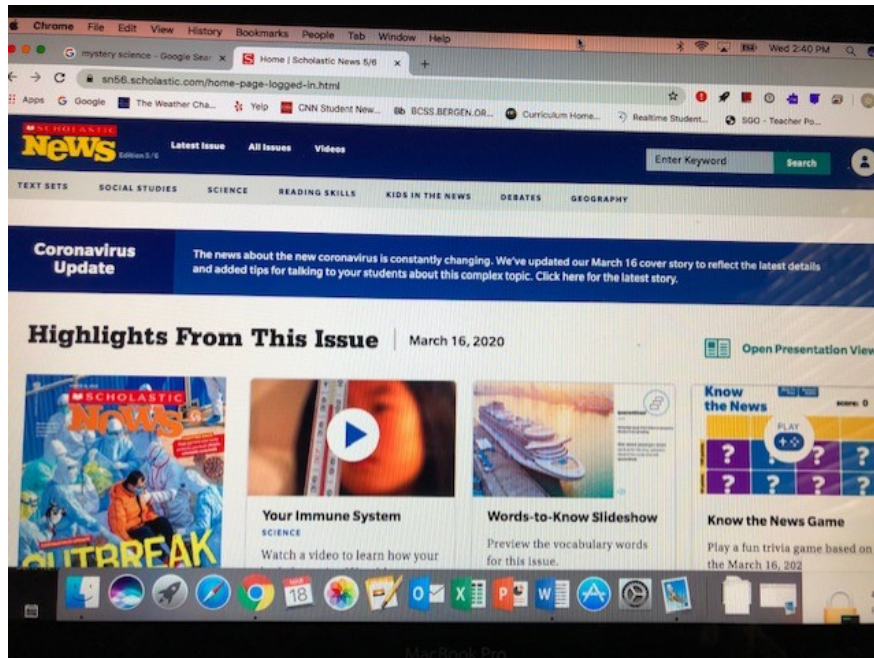 Chrome File Edit View History Bookmarks People Tab Window Help
Wed 2:40 PM
mystery science - Google Sear
Home | Scholastic News 5/6
sn56.scholastic.com/home-page-logged-in.html
Apps Google The Weather Cha... Yelp CNN Student New... Bb BCSS.BERGEN.OR... Curriculum Home... Realtime Student... SGO - Teacher Po...
SCHOLASTIC
NeWS Edition 5/6 Latest Issue All Issues Videos
Enter Keyword Search
TEXT SETS SOCIAL STUDIES SCIENCE READING SKILLS KIDS IN THE NEWS DEBATES GEOGRAPHY
Coronavirus
Update
The news about the new coronavirus is constantly changing. We've updated our March 16 cover story to reflect the latest details
and added tips for talking to your students about this complex topic. Click here for the latest story.
Highlights From This Issue March 16, 2020
Open Presentation View
SCHOLASTIC
NeWS
OUTBREAK
Your Immune System
SCIENCE
Watch a video to learn how your
Words-to-Know Slideshow
Preview the vocabulary words
for this issue.
Know
the News
score: 0
PLAY
? ? ? ?
? ? ? ?
Know the News Game
Play a fun trivia game based on
the March 16, 202
MAR
18
MacBook Pro